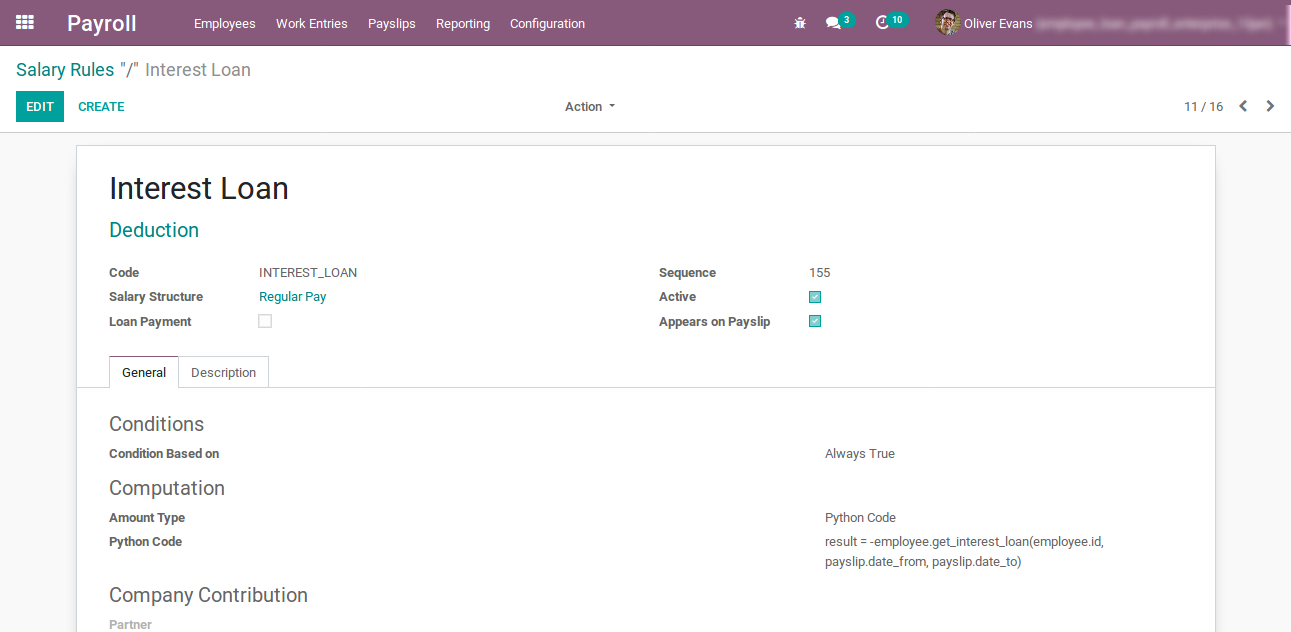 Payroll Employees Work Entries Payslips Reporting Configuration 3 10 Oliver Evans
Salary Rules "/" Interest Loan
EDIT CREATE Action 11 / 16
Interest Loan
Deduction
Code INTEREST_LOAN Sequence 155
Salary Structure Regular Pay Active
Loan Payment Appears on Payslip
General Description
Conditions
Condition Based on Always True
Computation
Amount Type Python Code
Python Code result = -employee.get_interest_loan(employee.id,
payslip.date_from, payslip.date_to)
Company Contribution
Partner